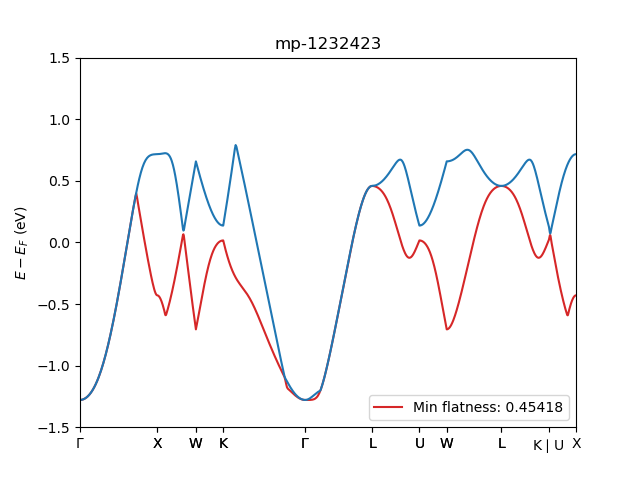 mp-1232423
E − E_F (eV)
1.5
1.0
0.5
0.0
−0.5
−1.0
−1.5
Min flatness: 0.45418
Γ X W K Γ L U W L K | U X